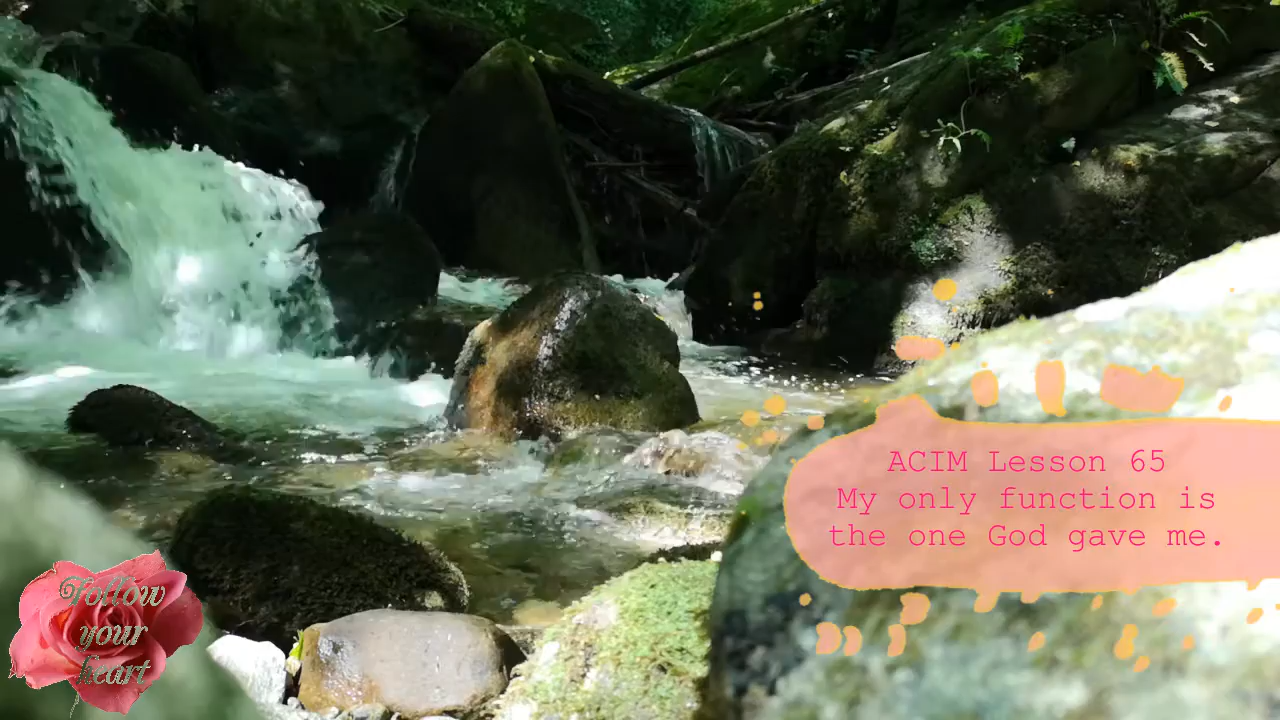 ACIM Lesson 65
My only function is
the one God gave me.
Follow
your
heart